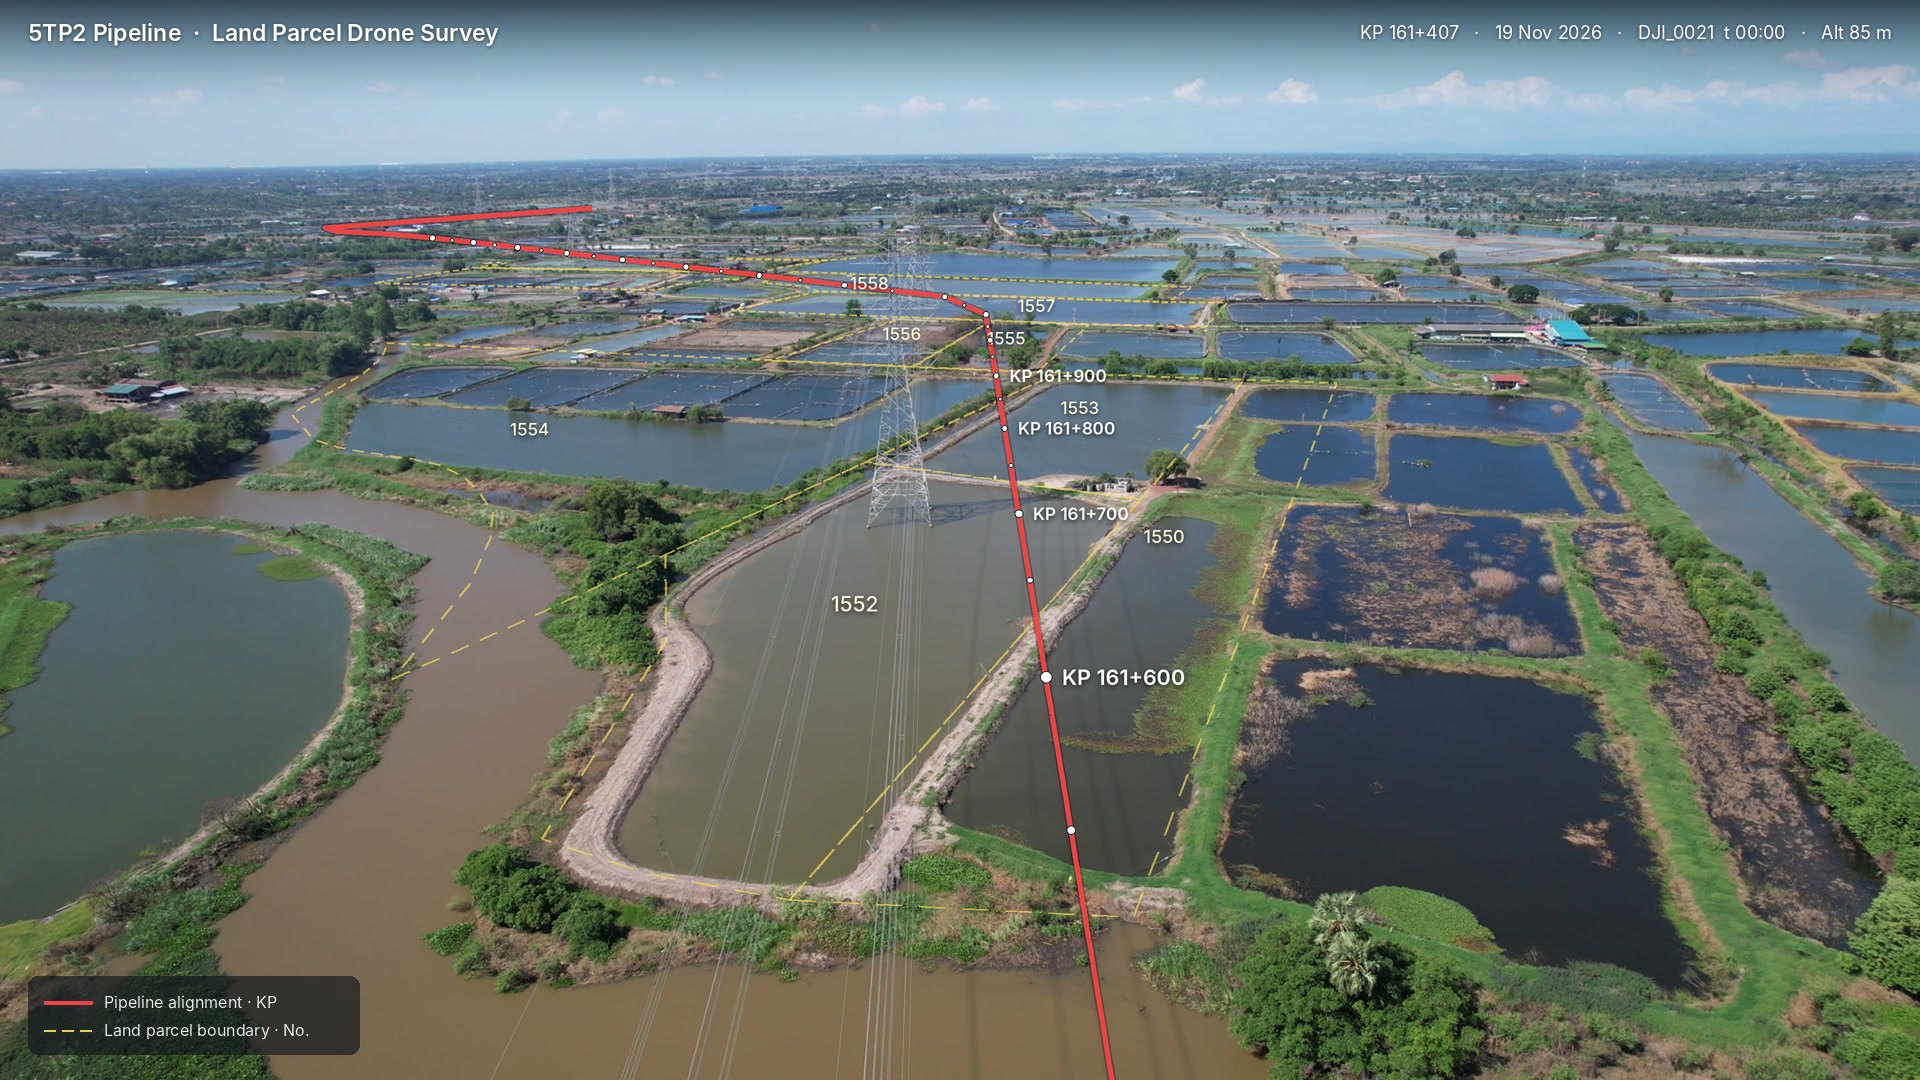 5TP2 Pipeline · Land Parcel Drone Survey
KP 161+407 · 19 Nov 2026 · DJI_0021 t 00:00 · Alt 85 m
1558
1557
1556
1555
KP 161+900
1553
KP 161+800
1554
KP 161+700
1550
1552
KP 161+600
Pipeline alignment · KP
Land parcel boundary · No.